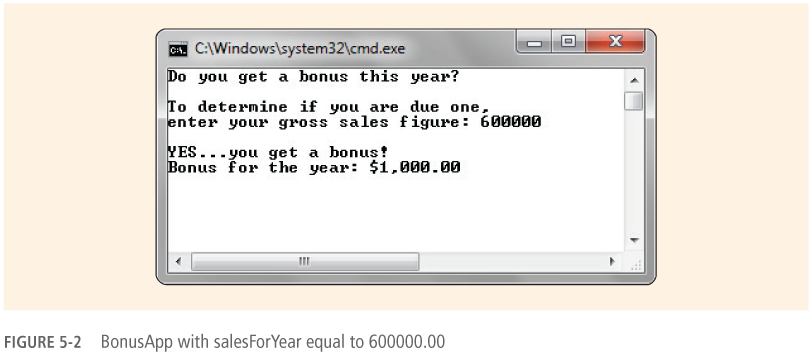 C:\Windows\system32\cmd.exe
Do you get a bonus this year?
To determine if you are due one,
enter your gross sales figure: 600000
YES...you get a bonus!
Bonus for the year: $1,000.00
FIGURE 5-2 BonusApp with salesForYear equal to 600000.00